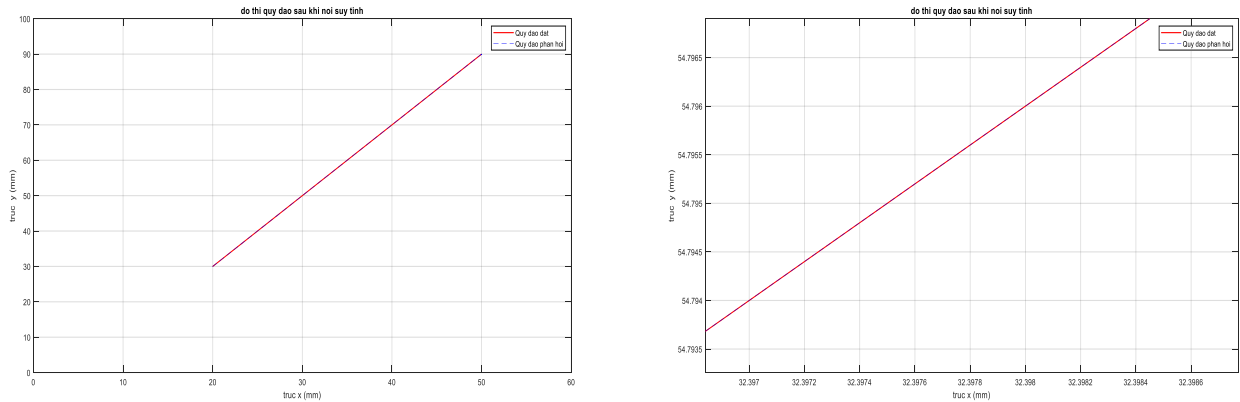 do thi quy dao sau khi noi suy tinh
Quy dao dat
Quy dao phan hoi
100
90
80
70
60
50
40
30
20
10
0
truc y (mm)
0 10 20 30 40 50 60
truc x (mm)
do thi quy dao sau khi noi suy tinh
Quy dao dat
Quy dao phan hoi
54.7965
54.796
54.7955
54.795
54.7945
54.794
54.7935
truc y (mm)
32.397 32.3972 32.3974 32.3976 32.3978 32.398 32.3982 32.3984 32.3986
truc x (mm)